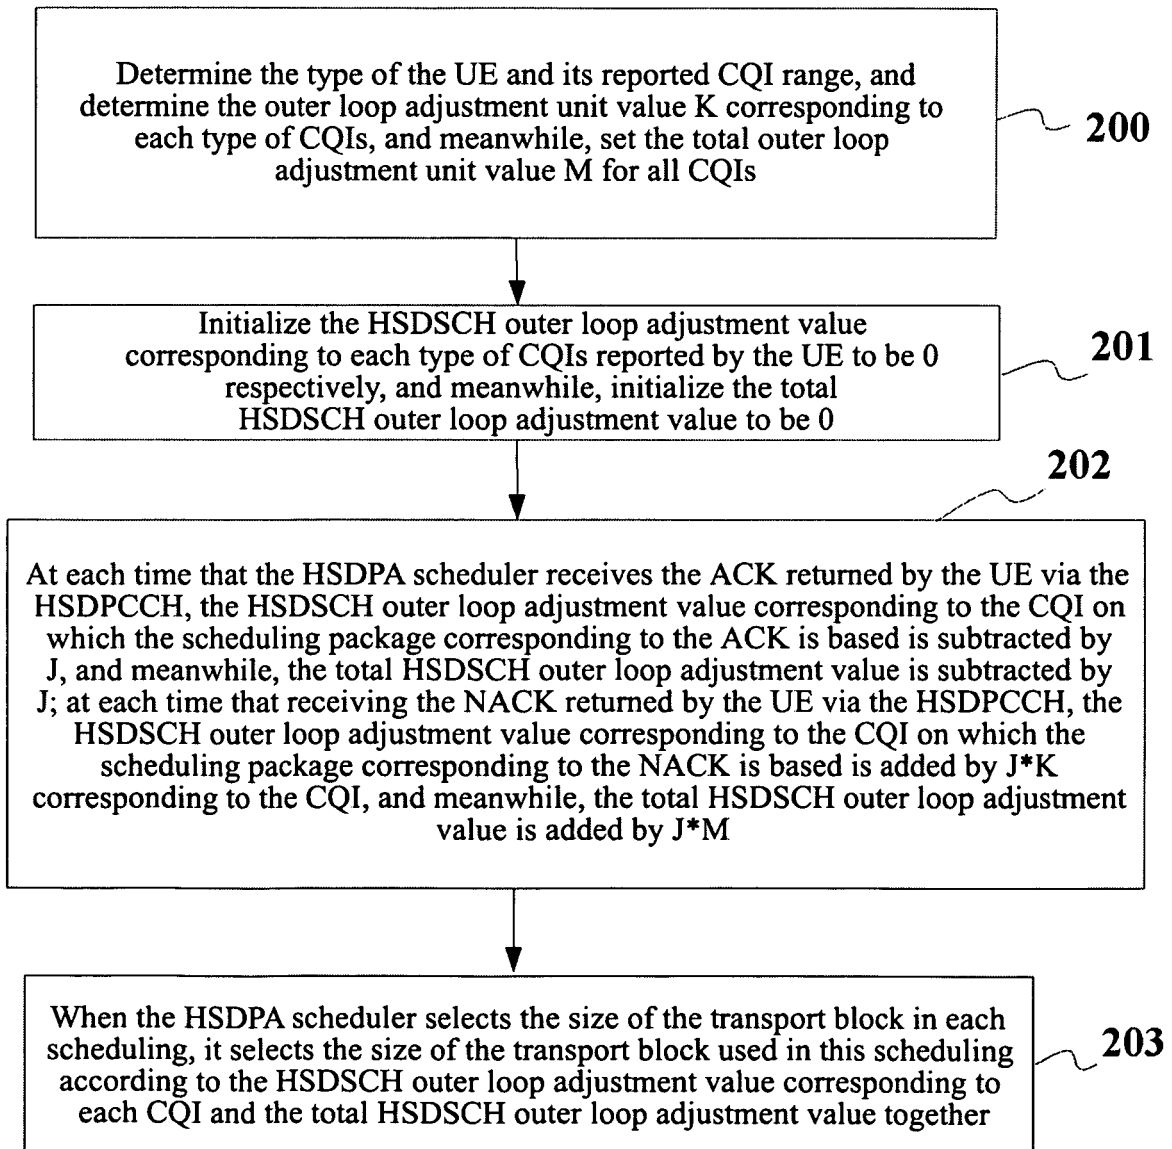 Determine the type of the UE and its reported CQI range, and
determine the outer loop adjustment unit value K corresponding to
each type of CQIs, and meanwhile, set the total outer loop
adjustment unit value M for all CQIs
200
Initialize the HSDSCH outer loop adjustment value
corresponding to each type of CQIs reported by the UE to be 0
respectively, and meanwhile, initialize the total
HSDSCH outer loop adjustment value to be 0
201
202
At each time that the HSDPA scheduler receives the ACK returned by the UE via the
HSDPCCH, the HSDSCH outer loop adjustment value corresponding to the CQI on
which the scheduling package corresponding to the ACK is based is subtracted by
J, and meanwhile, the total HSDSCH outer loop adjustment value is subtracted by
J; at each time that receiving the NACK returned by the UE via the HSDPCCH, the
HSDSCH outer loop adjustment value corresponding to the CQI on which the
scheduling package corresponding to the NACK is based is added by J*K
corresponding to the CQI, and meanwhile, the total HSDSCH outer loop adjustment
value is added by J*M
When the HSDPA scheduler selects the size of the transport block in each
scheduling, it selects the size of the transport block used in this scheduling
according to the HSDSCH outer loop adjustment value corresponding to
each CQI and the total HSDSCH outer loop adjustment value together
203